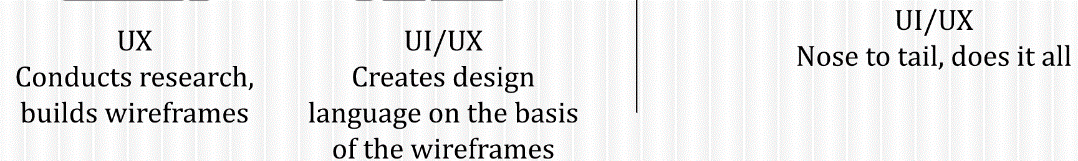 UX
Conducts research,
builds wireframes
UI/UX
Creates design
language on the basis
of the wireframes
UI/UX
Nose to tail, does it all